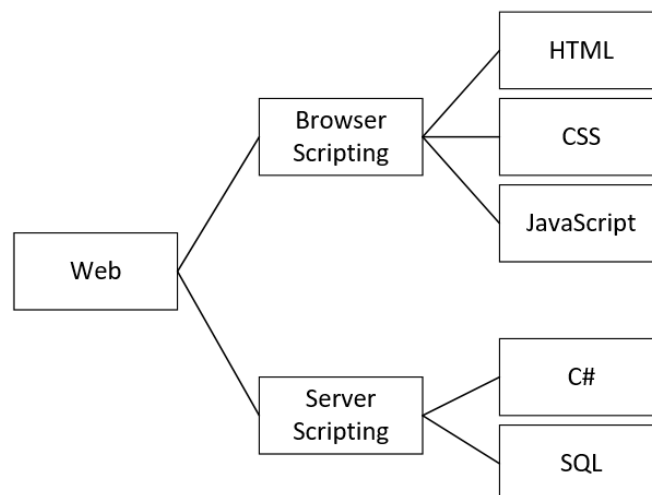 Web
Browser
Scripting
HTML
CSS
JavaScript
Server
Scripting
C#
SQL